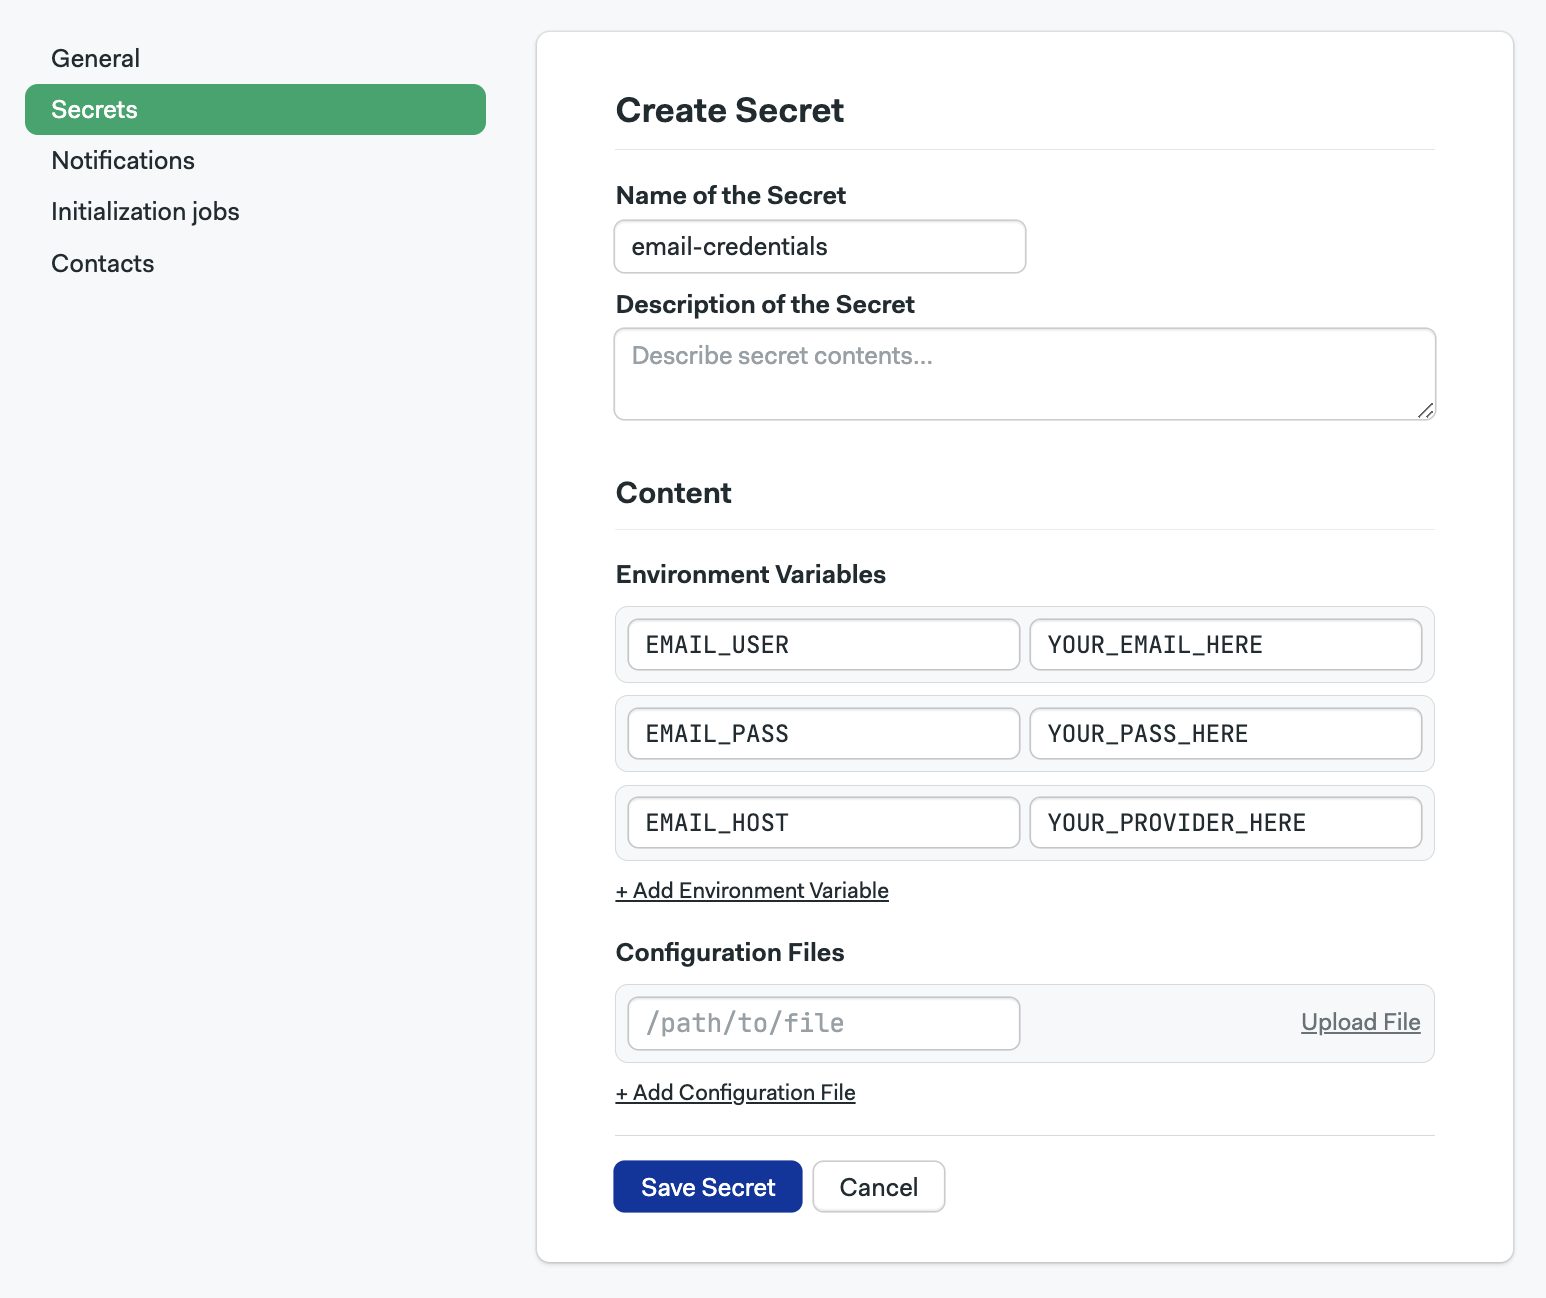 General
Secrets
Notifications
Initialization jobs
Contacts
Create Secret
Name of the Secret
email-credentials
Description of the Secret
Describe secret contents...
Content
Environment Variables
EMAIL_USER YOUR_EMAIL_HERE
EMAIL_PASS YOUR_PASS_HERE
EMAIL_HOST YOUR_PROVIDER_HERE
+ Add Environment Variable
Configuration Files
/path/to/file Upload File
+ Add Configuration File
Save Secret Cancel